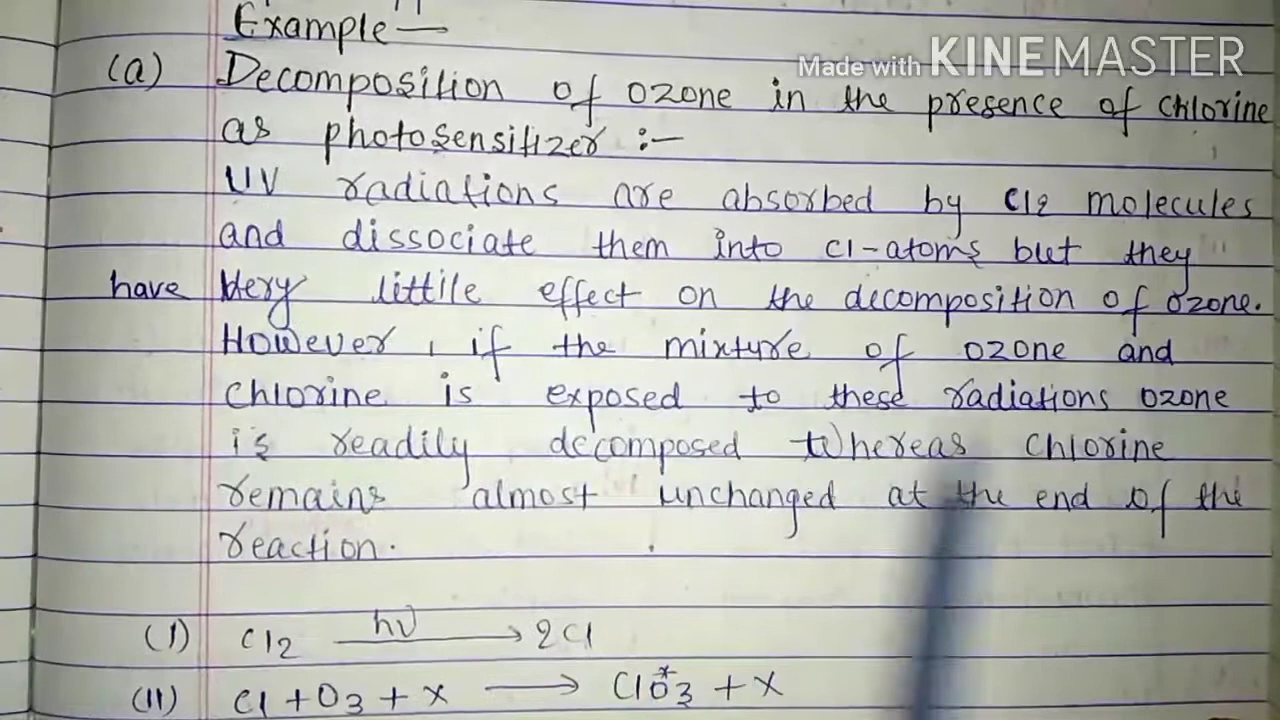 Example —
Made with KINEMASTER
(a) Decomposition of ozone in the presence of chlorine
as photosensitizer :-
UV radiations are absorbed by Cl2 molecules
and dissociate them into Cl-atoms but they
have very littile effect on the decomposition of ozone.
However, if the mixture of ozone and
chlorine is exposed to these radiations ozone
is readily decomposed whereas chlorine
remains almost unchanged at the end of the
reaction.
(I) Cl2 hν → 2Cl
(II) Cl + O3 + X → ClO3* + X